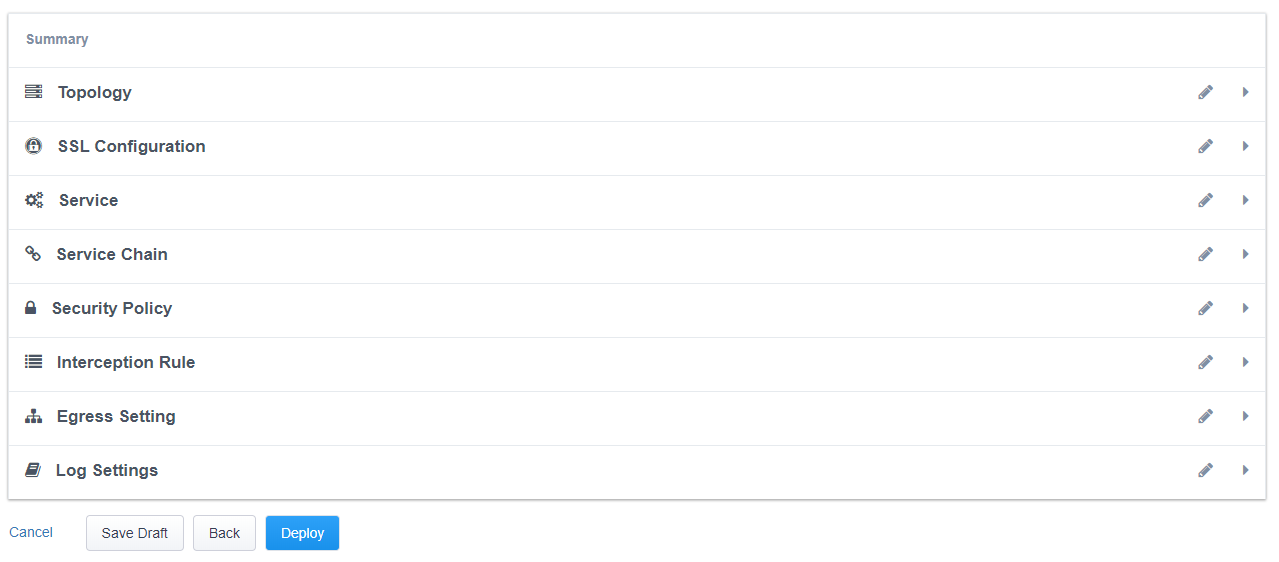 Summary
Topology
SSL Configuration
Service
Service Chain
Security Policy
Interception Rule
Egress Setting
Log Settings
Cancel Save Draft Back Deploy